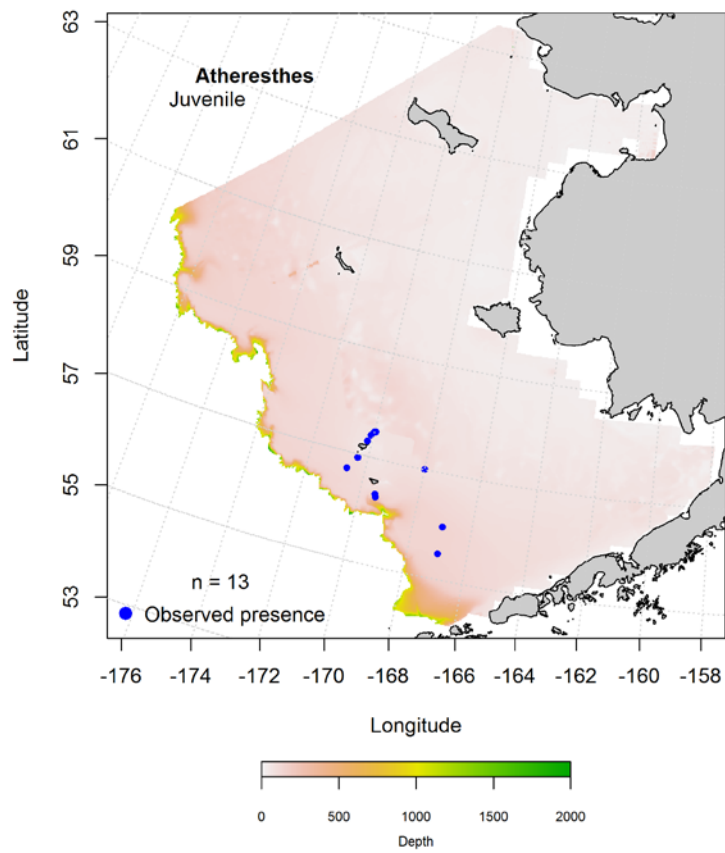 Atheresthes
Juvenile
63
61
59
57
55
53
Latitude
n = 13
Observed presence
-176 -174 -172 -170 -168 -166 -164 -162 -160 -158
Longitude
0 500 1000 1500 2000
Depth